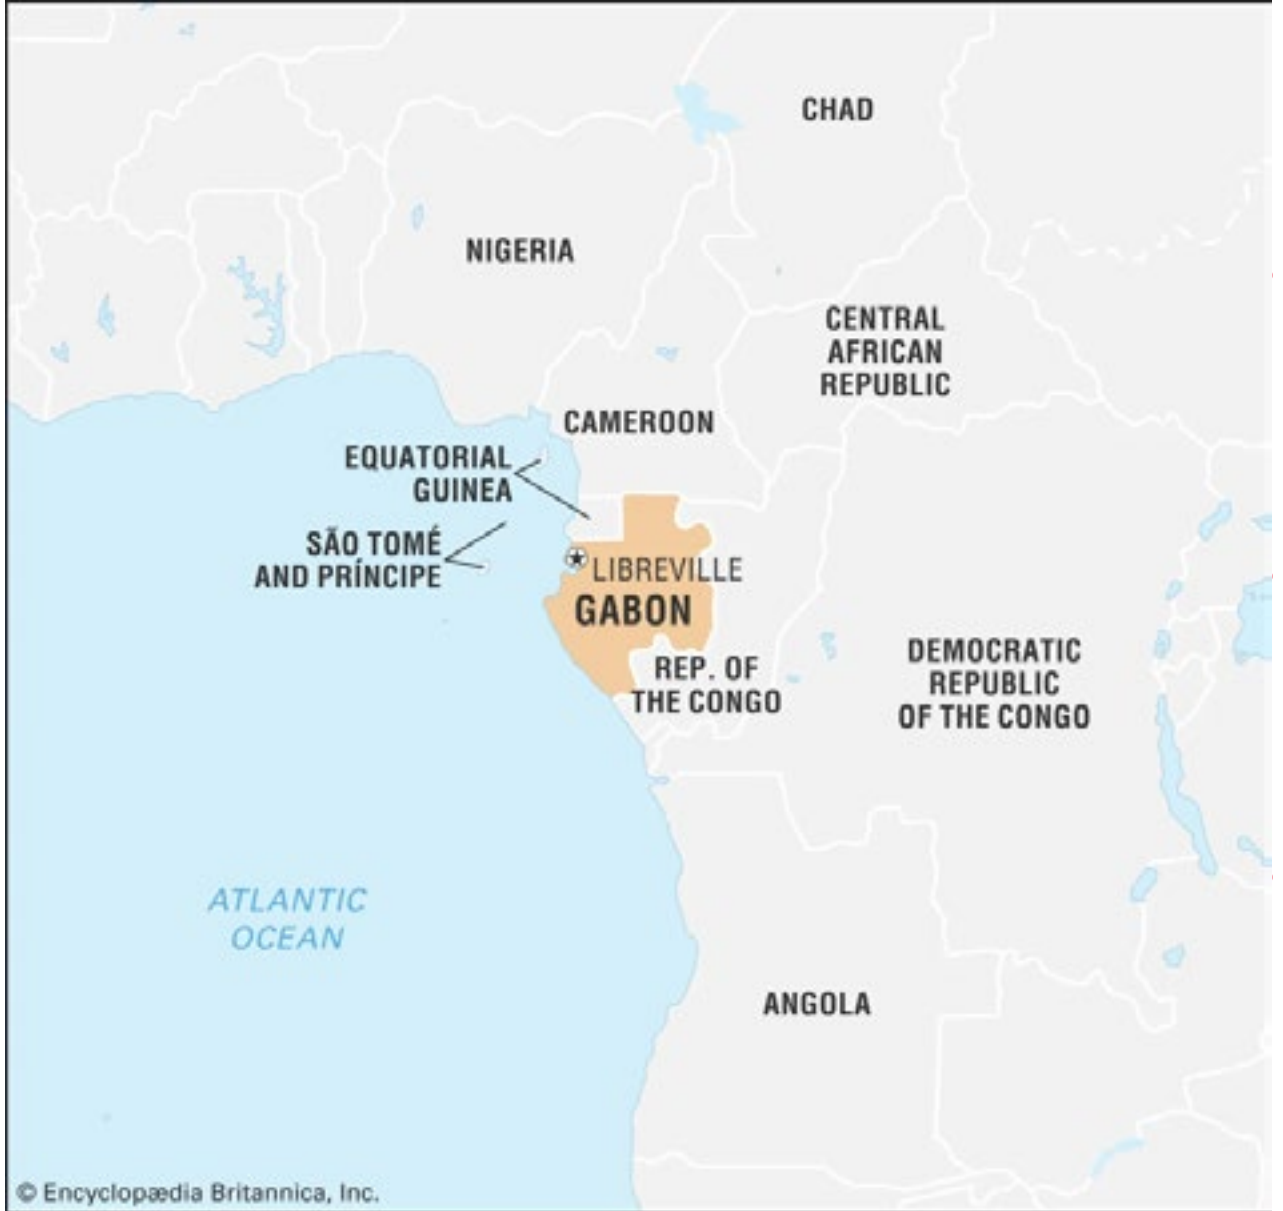 CHAD
NIGERIA
CENTRAL
AFRICAN
REPUBLIC
CAMEROON
EQUATORIAL
GUINEA
SÃO TOMÉ
AND PRÍNCIPE
LIBREVILLE
GABON
REP. OF
THE CONGO
DEMOCRATIC
REPUBLIC
OF THE CONGO
ATLANTIC
OCEAN
ANGOLA
© Encyclopædia Britannica, Inc.